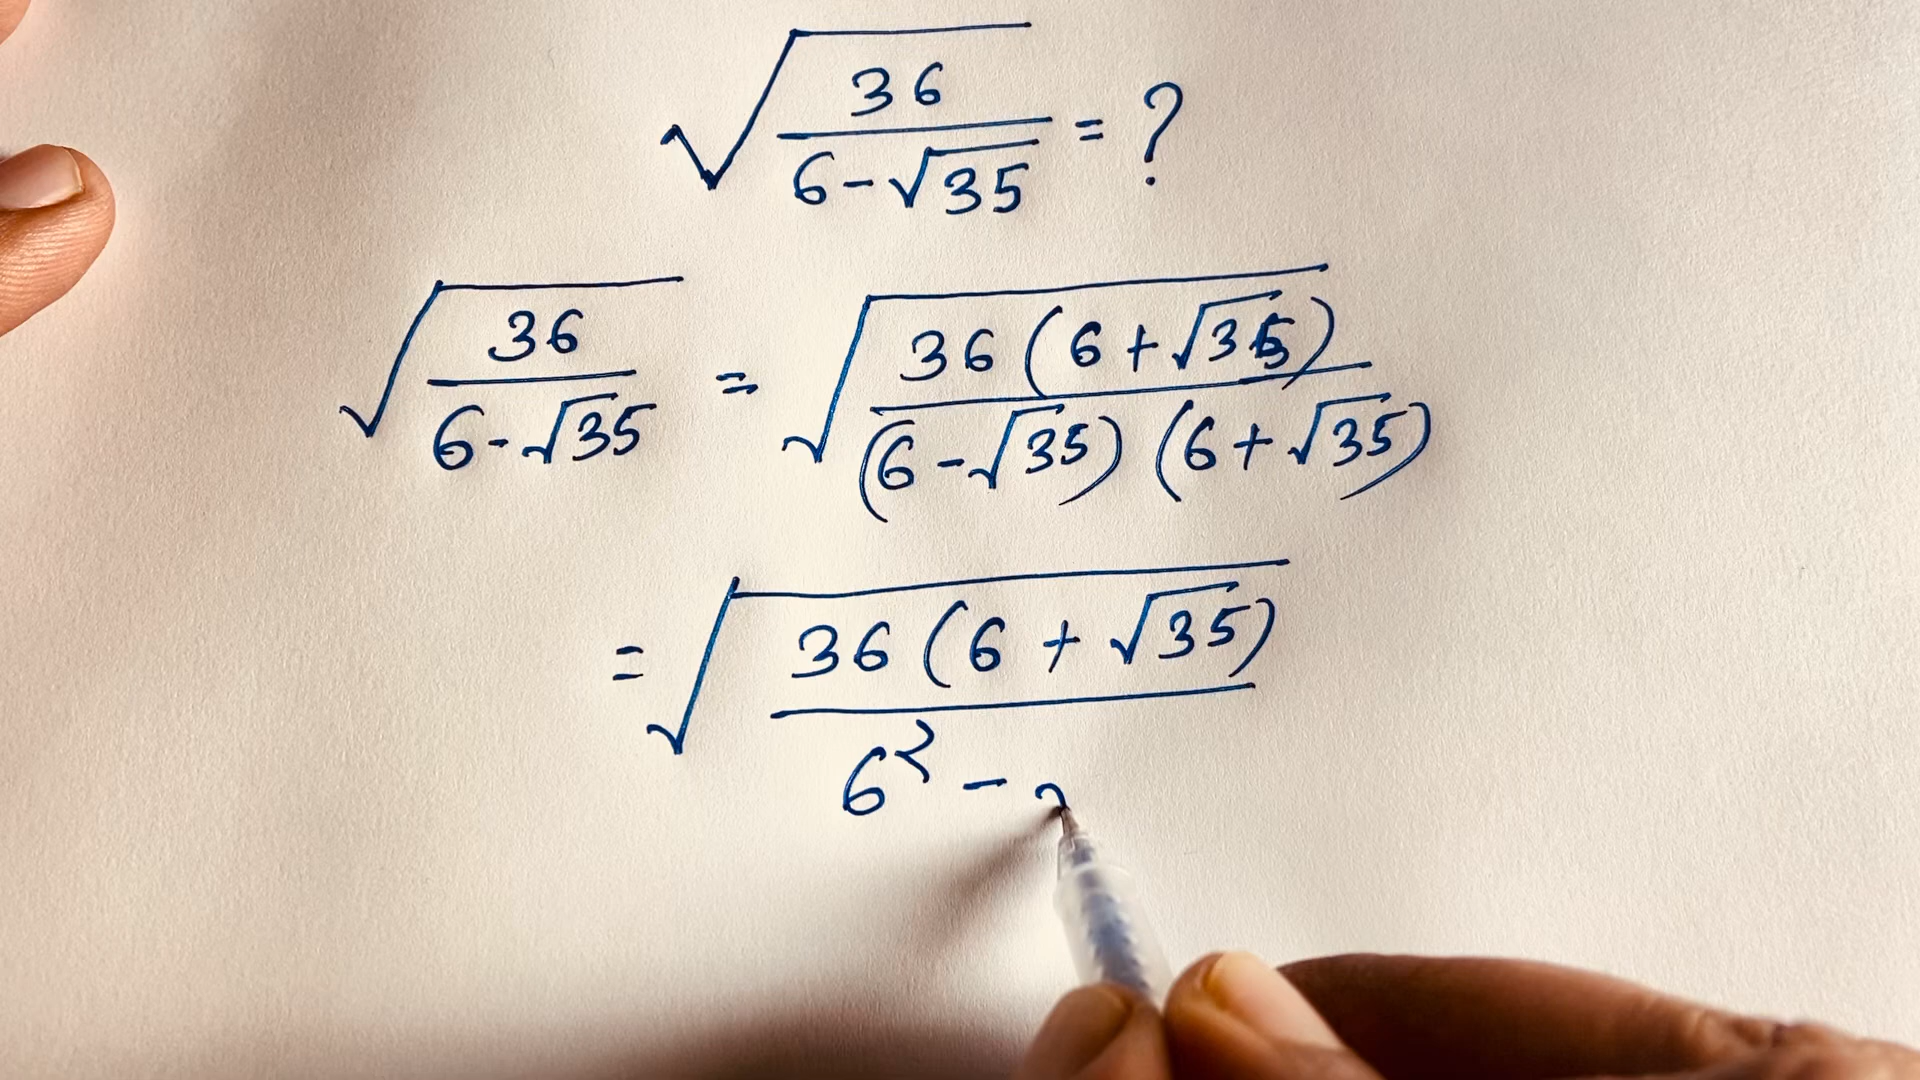 √(36/(6-√35)) = ?
√(36/(6-√35)) = √(36(6+√35)/((6-√35)(6+√35)))
= √(36(6+√35)/(6² -